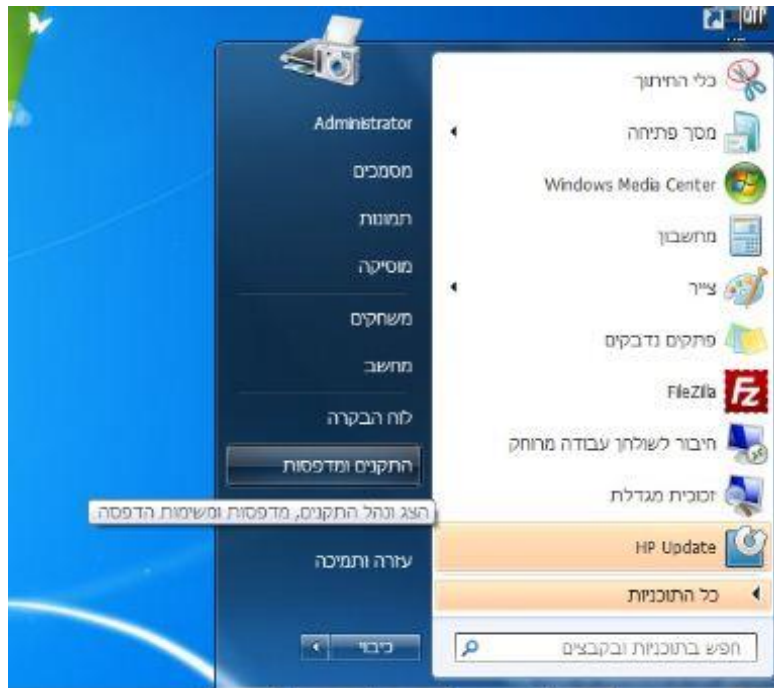 כלי החיתוך
מסך פתיחה
Windows Media Center
מחשבון
צייר
פתקים נדבקים
FileZilla
חיבור לשולחן עבודה מרוחק
זכוכית מגדלת
HP Update
כל התוכניות
חפש בתוכניות ובקבצים
Administrator
מסמכים
תמונות
מוסיקה
משחקים
מחשב
לוח הבקרה
התקנים ומדפסות
הצג ונהל התקנים, מדפסות ומשימות הדפסה
עזרה ותמיכה
כיבוי